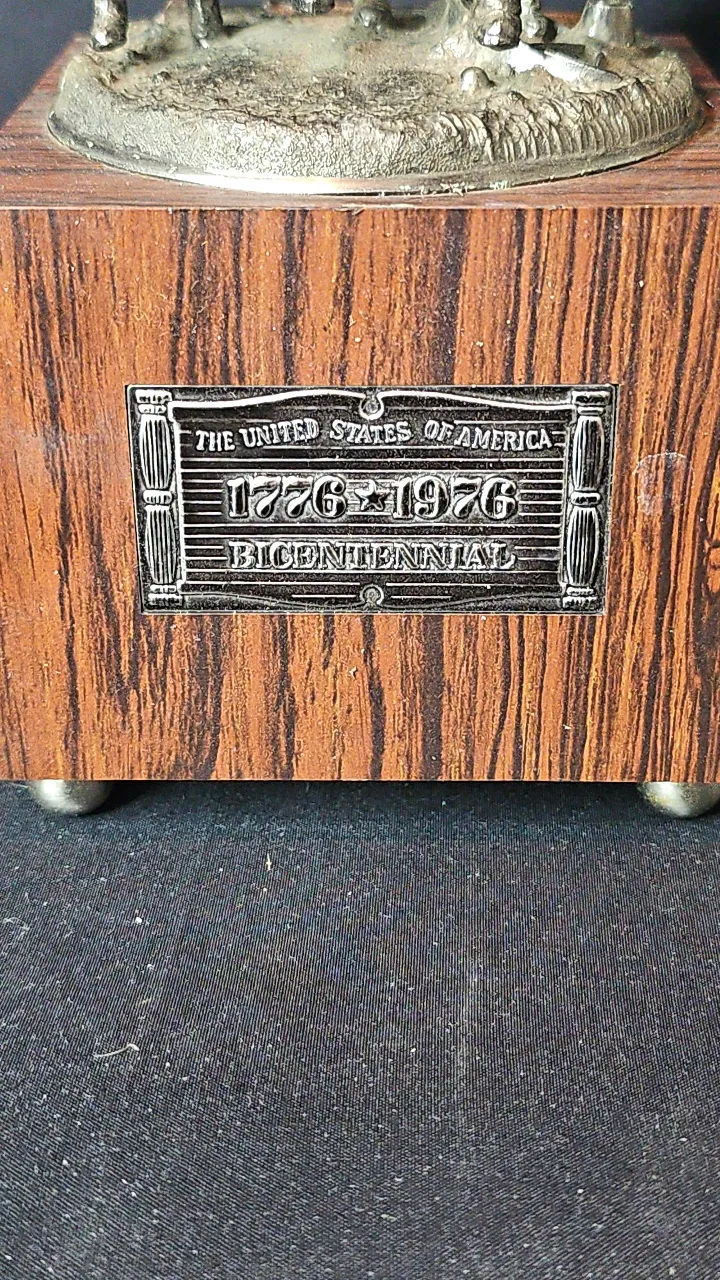 THE UNITED STATES OF AMERICA
1776★1976
BICENTENNIAL